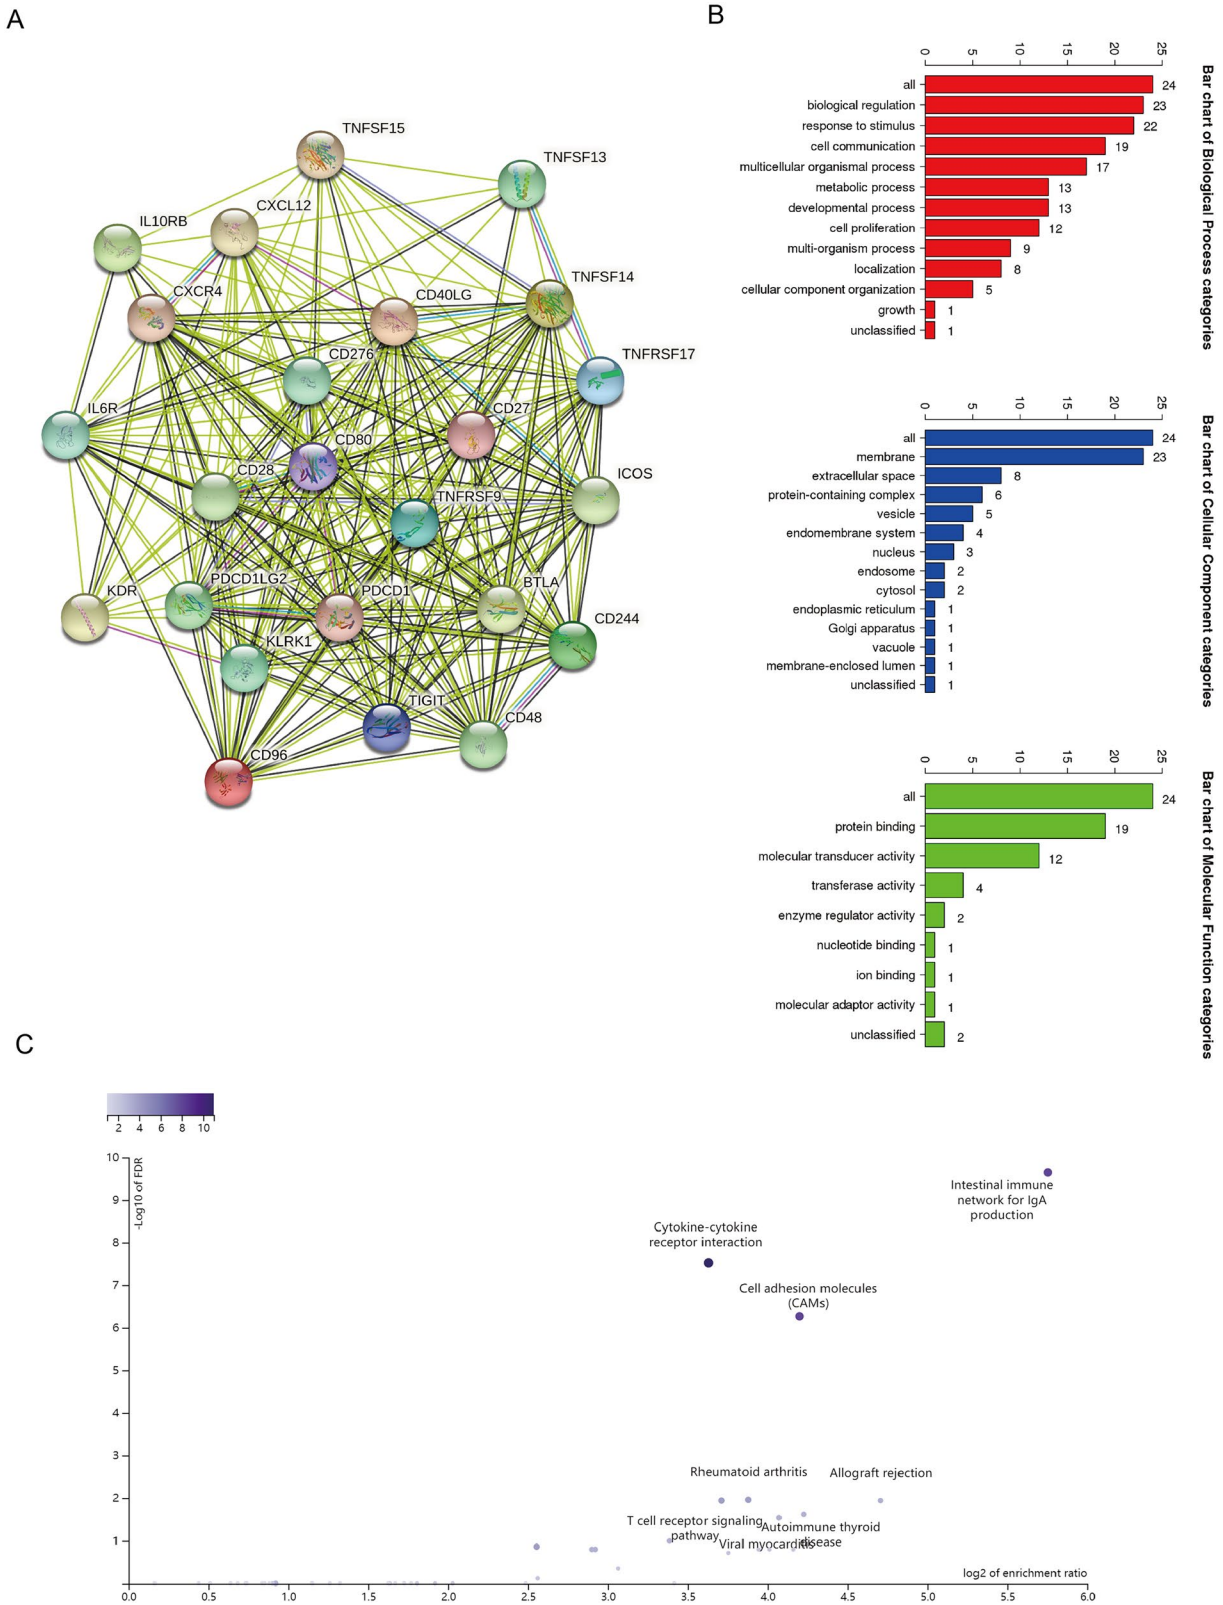 A
TNFSF15
TNFSF13
CXCL12
IL10RB
TNFSF14
CXCR4
CD40LG
TNFRSF17
CD276
IL6R
CD27
CD80
CD28
ICOS
TNFRSF9
PDCD1LG2
BTLA
KDR
PDCD1
CD244
KLRK1
TIGIT
CD48
CD96
B
Bar chart of Biological Process categories
0 5 10 15 20 25
all 24
biological regulation 23
response to stimulus 22
cell communication 19
multicellular organismal process 17
metabolic process 13
developmental process 13
cell proliferation 12
multi-organism process 9
localization 8
cellular component organization 5
growth 1
unclassified 1
Bar chart of Cellular Component categories
0 5 10 15 20 25
all 24
membrane 23
extracellular space 8
protein-containing complex 6
vesicle 5
endomembrane system 4
nucleus 3
endosome 2
cytosol 2
endoplasmic reticulum 1
Golgi apparatus 1
vacuole 1
membrane-enclosed lumen 1
unclassified 1
Bar chart of Molecular Function categories
0 5 10 15 20 25
all 24
protein binding 19
molecular transducer activity 12
transferase activity 4
enzyme regulator activity 2
nucleotide binding 1
ion binding 1
molecular adaptor activity 1
unclassified 2
C
2 4 6 8 10
-Log10 of FDR
10
9
8
7
6
5
4
3
2
1
Intestinal immune
network for IgA
production
Cytokine-cytokine
receptor interaction
Cell adhesion molecules
(CAMs)
Rheumatoid arthritis
Allograft rejection
T cell receptor signaling
pathway
Autoimmune thyroid
disease
Viral myocarditis
log2 of enrichment ratio
0.0 0.5 1.0 1.5 2.0 2.5 3.0 3.5 4.0 4.5 5.0 5.5 6.0